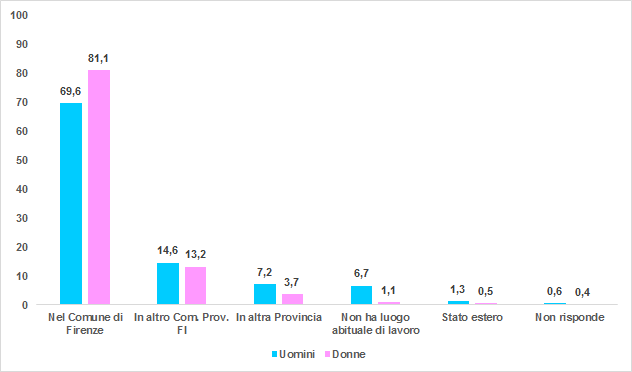 100
90
80
70
60
50
40
30
20
10
0
69,6
81,1
14,6
13,2
7,2
3,7
6,7
1,1
1,3
0,5
0,6
0,4
Nel Comune di
Firenze
In altro Com. Prov.
FI
In altra Provincia
Non ha luogo
abituale di lavoro
Stato estero
Non risponde
Uomini
Donne